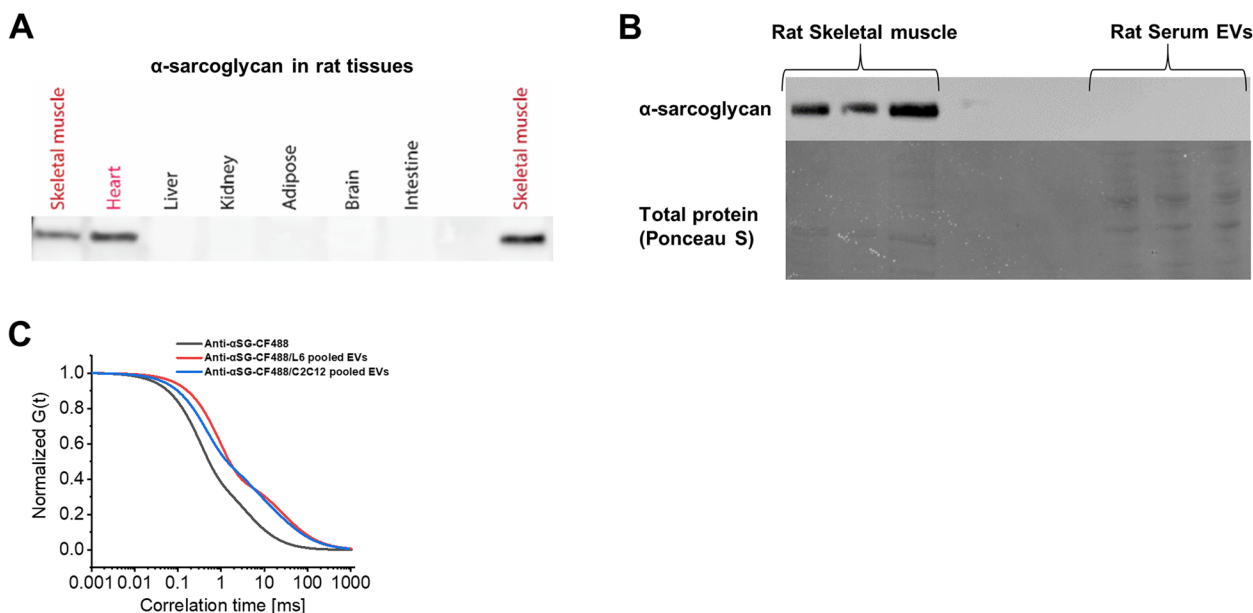 A
α-sarcoglycan in rat tissues
Skeletal muscle
Heart
Liver
Kidney
Adipose
Brain
Intestine
Skeletal muscle
B
Rat Skeletal muscle
Rat Serum EVs
α-sarcoglycan
Total protein
(Ponceau S)
C
Anti-αSG-CF488
Anti-αSG-CF488/L6 pooled EVs
Anti-αSG-CF488/C2C12 pooled EVs
Normalized G(t)
1.0
0.8
0.6
0.4
0.2
0.0
0.001 0.01 0.1 1 10 100 1000
Correlation time [ms]